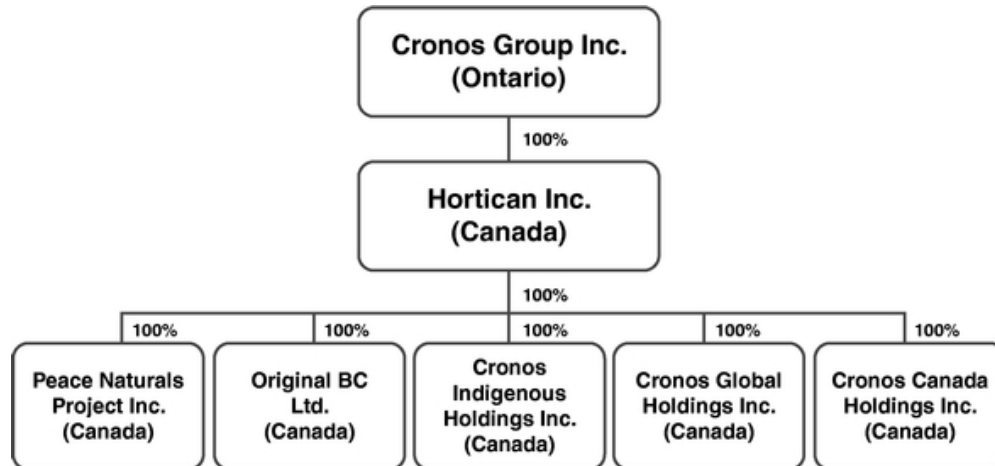 Cronos Group Inc.
(Ontario)
100%
Hortican Inc.
(Canada)
100%
100%
100%
100%
100%
100%
Peace Naturals
Project Inc.
(Canada)
Original BC
Ltd.
(Canada)
Cronos
Indigenous
Holdings Inc.
(Canada)
Cronos Global
Holdings Inc.
(Canada)
Cronos Canada
Holdings Inc.
(Canada)